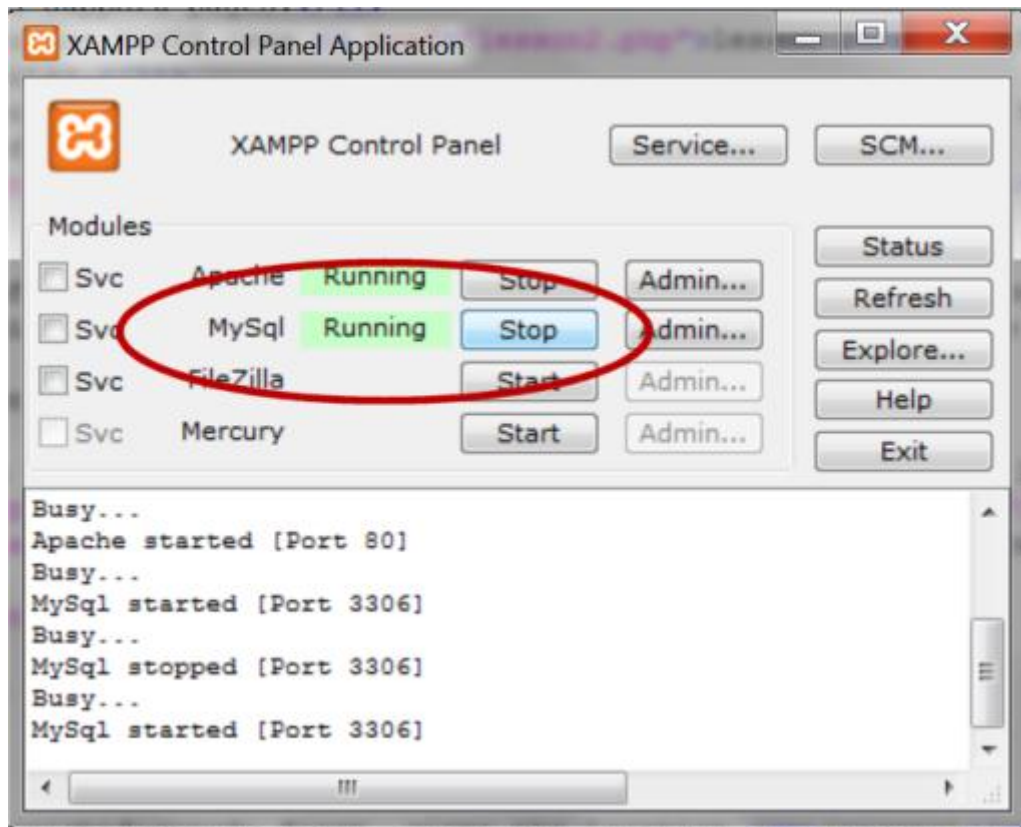 XAMPP Control Panel Application
XAMPP Control Panel
Service...
SCM...
Modules
Svc Apache Running Stop Admin...
Svc MySql Running Stop Admin...
Svc FileZilla Start Admin...
Svc Mercury Start Admin...
Status
Refresh
Explore...
Help
Exit
Busy...
Apache started [Port 80]
Busy...
MySql started [Port 3306]
Busy...
MySql stopped [Port 3306]
Busy...
MySql started [Port 3306]